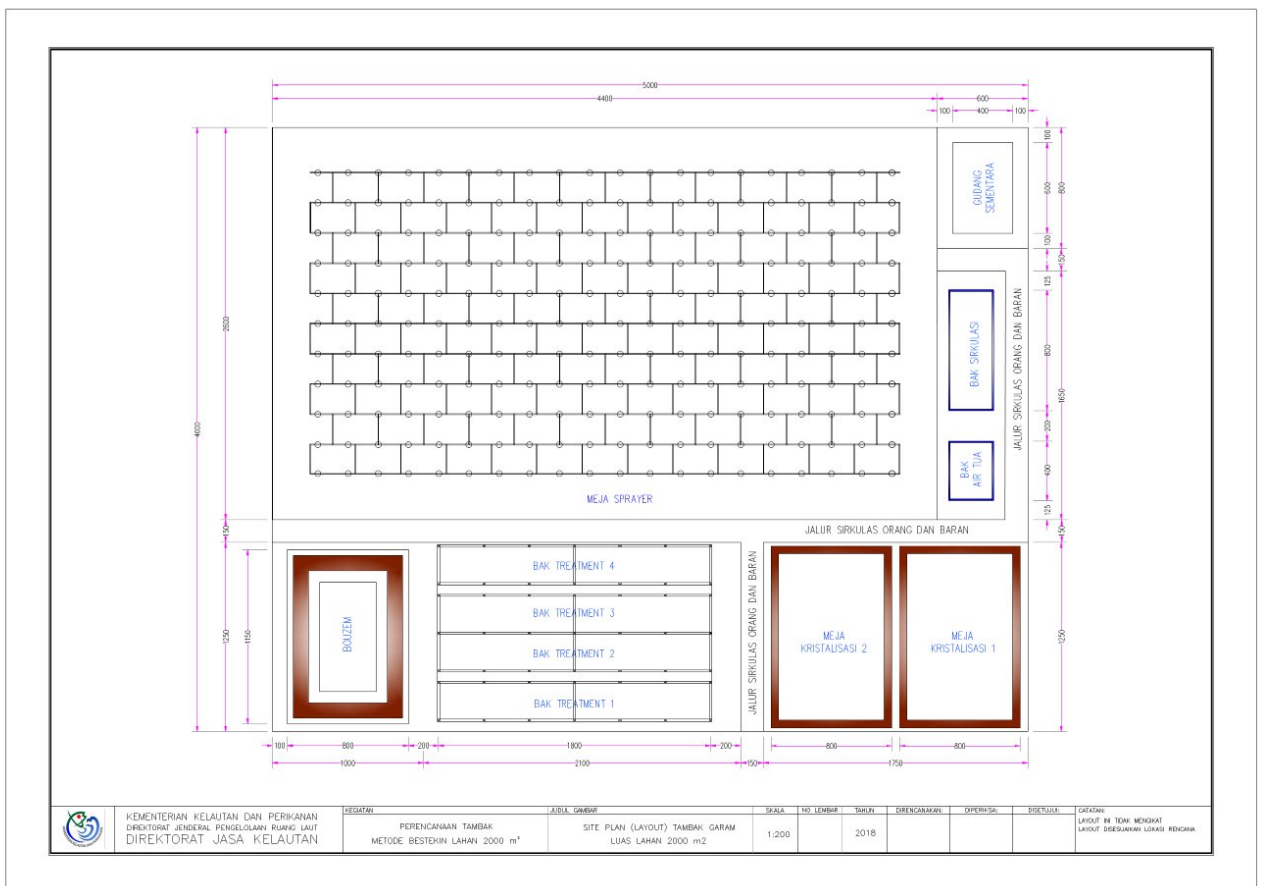 5000
4400
600
100
400
100
100
600
800
100
150
125
800
1650
200
400
125
150
1250
4000
2600
150
1250
1150
GUDANG
SEMENTARA
BAK SIRKULASI
BAK
AIR TUA
JALUR SIRKULAS ORANG DAN BARAN
MEJA SPRAYER
JALUR SIRKULAS ORANG DAN BARAN
BOUZEM
BAK TREATMENT 4
BAK TREATMENT 3
BAK TREATMENT 2
BAK TREATMENT 1
JALUR SIRKULAS ORANG DAN BARAN
MEJA
KRISTALISASI 2
MEJA
KRISTALISASI 1
100
800
200
1800
200
800
800
1000
2100
150
1750
KEMENTERIAN KELAUTAN DAN PERIKANAN
DIREKTORAT JENDERAL PENGELOLAAN RUANG LAUT
DIREKTORAT JASA KELAUTAN
KEGIATAN
PERENCANAAN TAMBAK
METODE BESTEKIN LAHAN 2000 m²
JUDUL GAMBAR
SITE PLAN (LAYOUT) TAMBAK GARAM
LUAS LAHAN 2000 m2
SKALA
1:200
NO LEMBAR
TAHUN
2018
DIRENCANAKAN:
DIPERIKSA:
DISETUJUI:
CATATAN:
LAYOUT INI TIDAK MENGIKAT
LAYOUT DISESUAIKAN LOKASI RENCANA